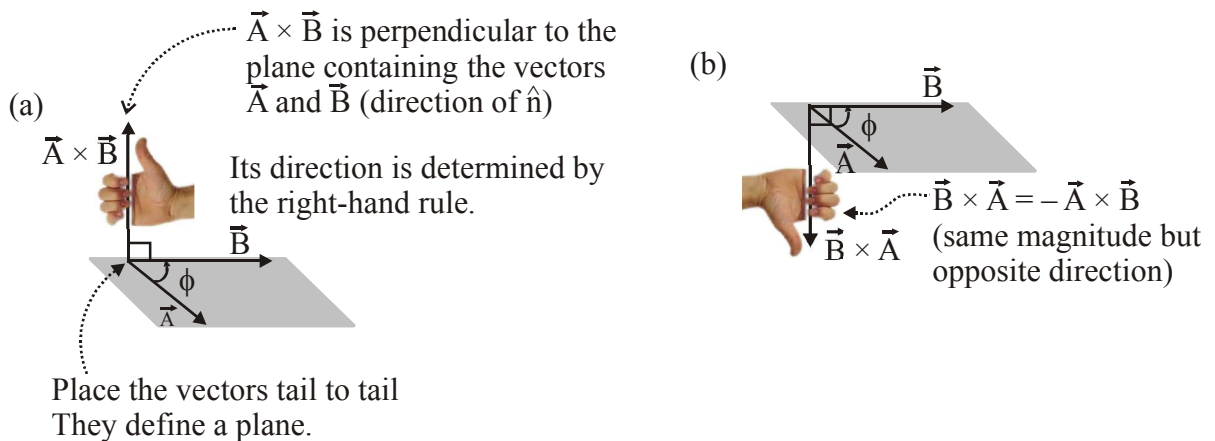 (a)
A⃗ × B⃗ is perpendicular to the
plane containing the vectors
A⃗ and B⃗ (direction of n̂)
A⃗ × B⃗
Its direction is determined by
the right-hand rule.
B⃗
ϕ
A⃗
Place the vectors tail to tail
They define a plane.
(b)
B⃗
ϕ
A⃗
B⃗ × A⃗ = – A⃗ × B⃗
(same magnitude but
opposite direction)
B⃗ × A⃗